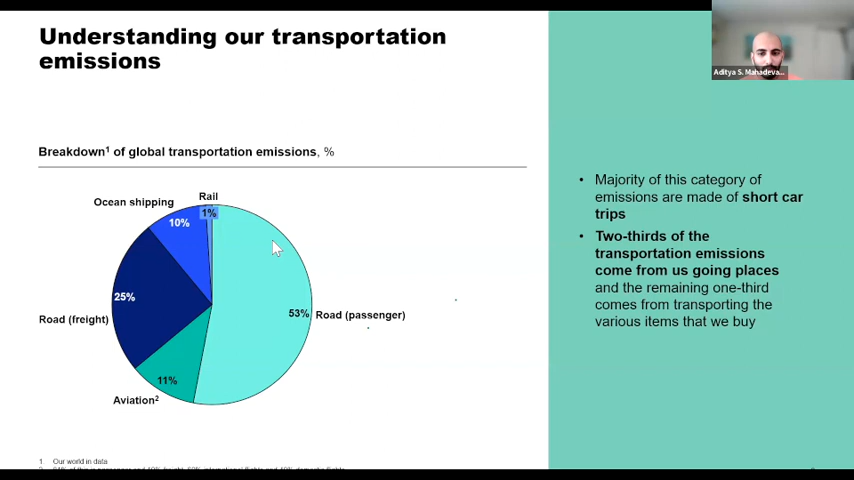 Understanding our transportation
emissions
Aditya S. Mahadeva...
Breakdown¹ of global transportation emissions, %
Rail
1%
Ocean shipping
10%
25%
Road (freight)
53% Road (passenger)
11%
Aviation²
• Majority of this category of
emissions are made of short car
trips
• Two-thirds of the
transportation emissions
come from us going places
and the remaining one-third
comes from transporting the
various items that we buy
1. Our world in data